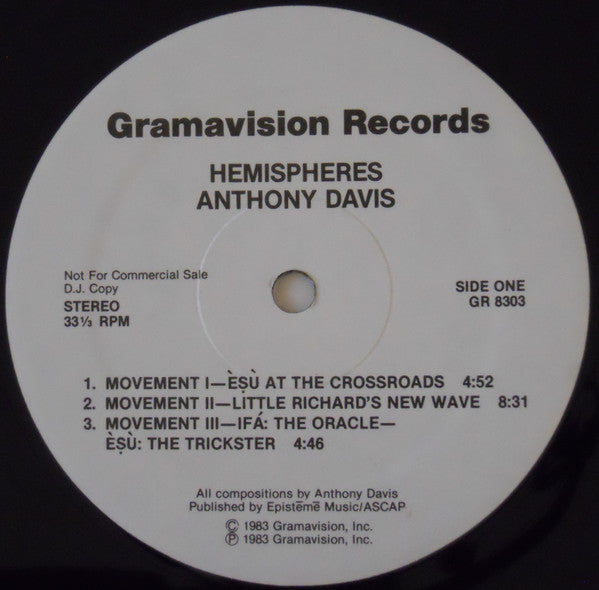 Gramavision Records
HEMISPHERES
ANTHONY DAVIS
Not For Commercial Sale
D.J. Copy
STEREO
33⅓ RPM
SIDE ONE
GR 8303
1. MOVEMENT I—ÈṢÙ AT THE CROSSROADS 4:52
2. MOVEMENT II—LITTLE RICHARD'S NEW WAVE 8:31
3. MOVEMENT III—IFÁ: THE ORACLE—
ÈṢÙ: THE TRICKSTER 4:46
All compositions by Anthony Davis
Published by Epistēmē Music/ASCAP
© 1983 Gramavision, Inc.
℗ 1983 Gramavision, Inc.